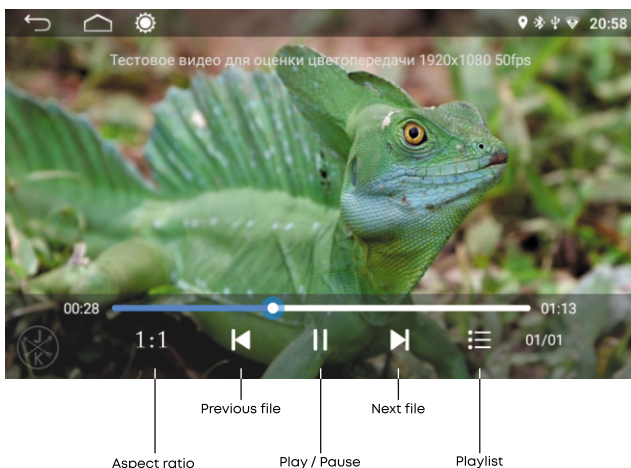 20:58
Тестовое видео для оценки цветопередачи 1920x1080 50fps
00:28
01:13
J
K
1:1
01/01
Previous file
Next file
Aspect ratio
Play / Pause
Playlist